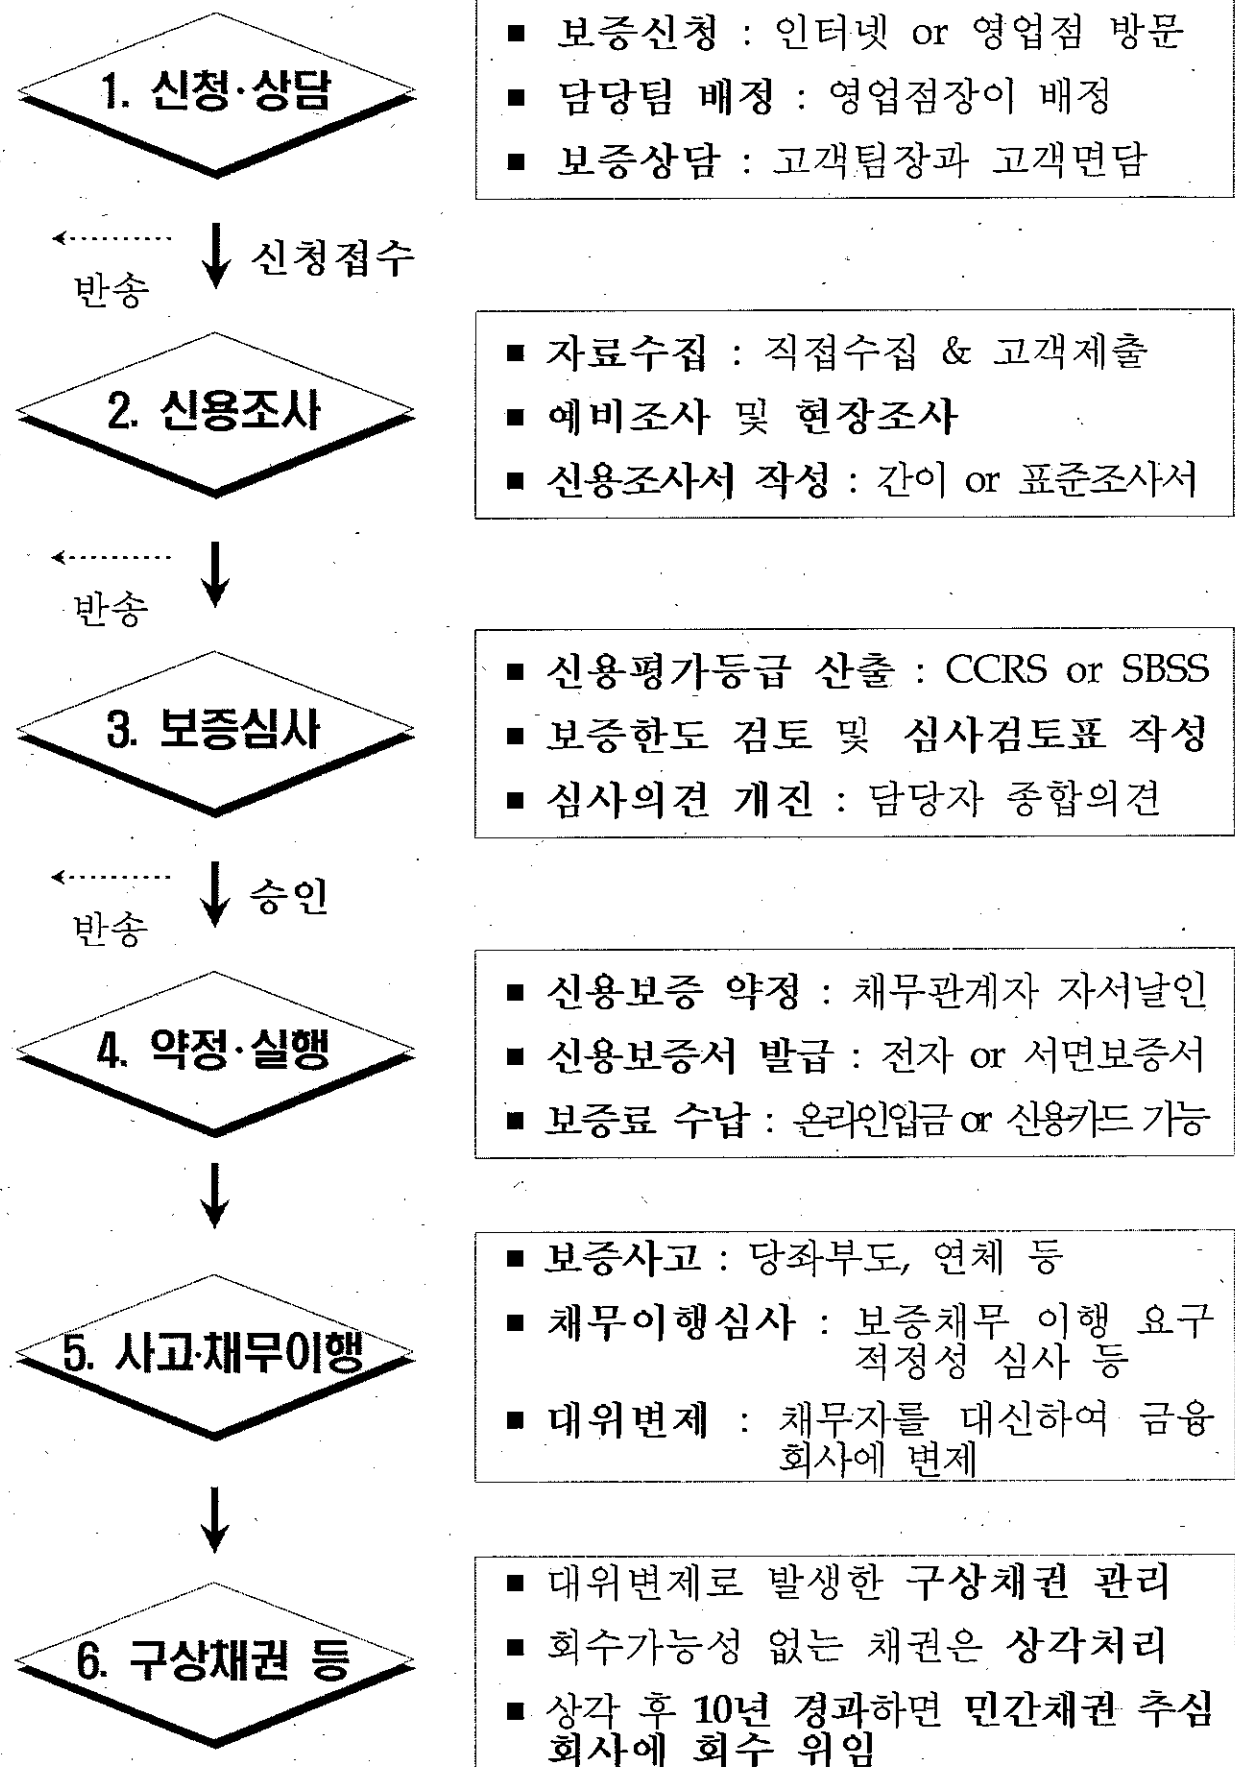 1. 신청·상담
■ 보증신청 : 인터넷 or 영업점 방문
■ 담당팀 배정 : 영업점장이 배정
■ 보증상담 : 고객팀장과 고객면담
반송
신청접수
2. 신용조사
■ 자료수집 : 직접수집 & 고객제출
■ 예비조사 및 현장조사
■ 신용조사서 작성 : 간이 or 표준조사서
반송
3. 보증심사
■ 신용평가등급 산출 : CCRS or SBSS
■ 보증한도 검토 및 심사검토표 작성
■ 심사의견 개진 : 담당자 종합의견
반송
승인
4. 약정·실행
■ 신용보증 약정 : 채무관계자 자서날인
■ 신용보증서 발급 : 전자 or 서면보증서
■ 보증료 수납 : 온라인입금 or 신용카드 가능
5. 사고·채무이행
■ 보증사고 : 당좌부도, 연체 등
■ 채무이행심사 : 보증채무 이행 요구
적정성 심사 등
■ 대위변제 : 채무자를 대신하여 금융
회사에 변제
6. 구상채권 등
■ 대위변제로 발생한 구상채권 관리
■ 회수가능성 없는 채권은 상각처리
■ 상각 후 10년 경과하면 민간채권 추심
회사에 회수 위임